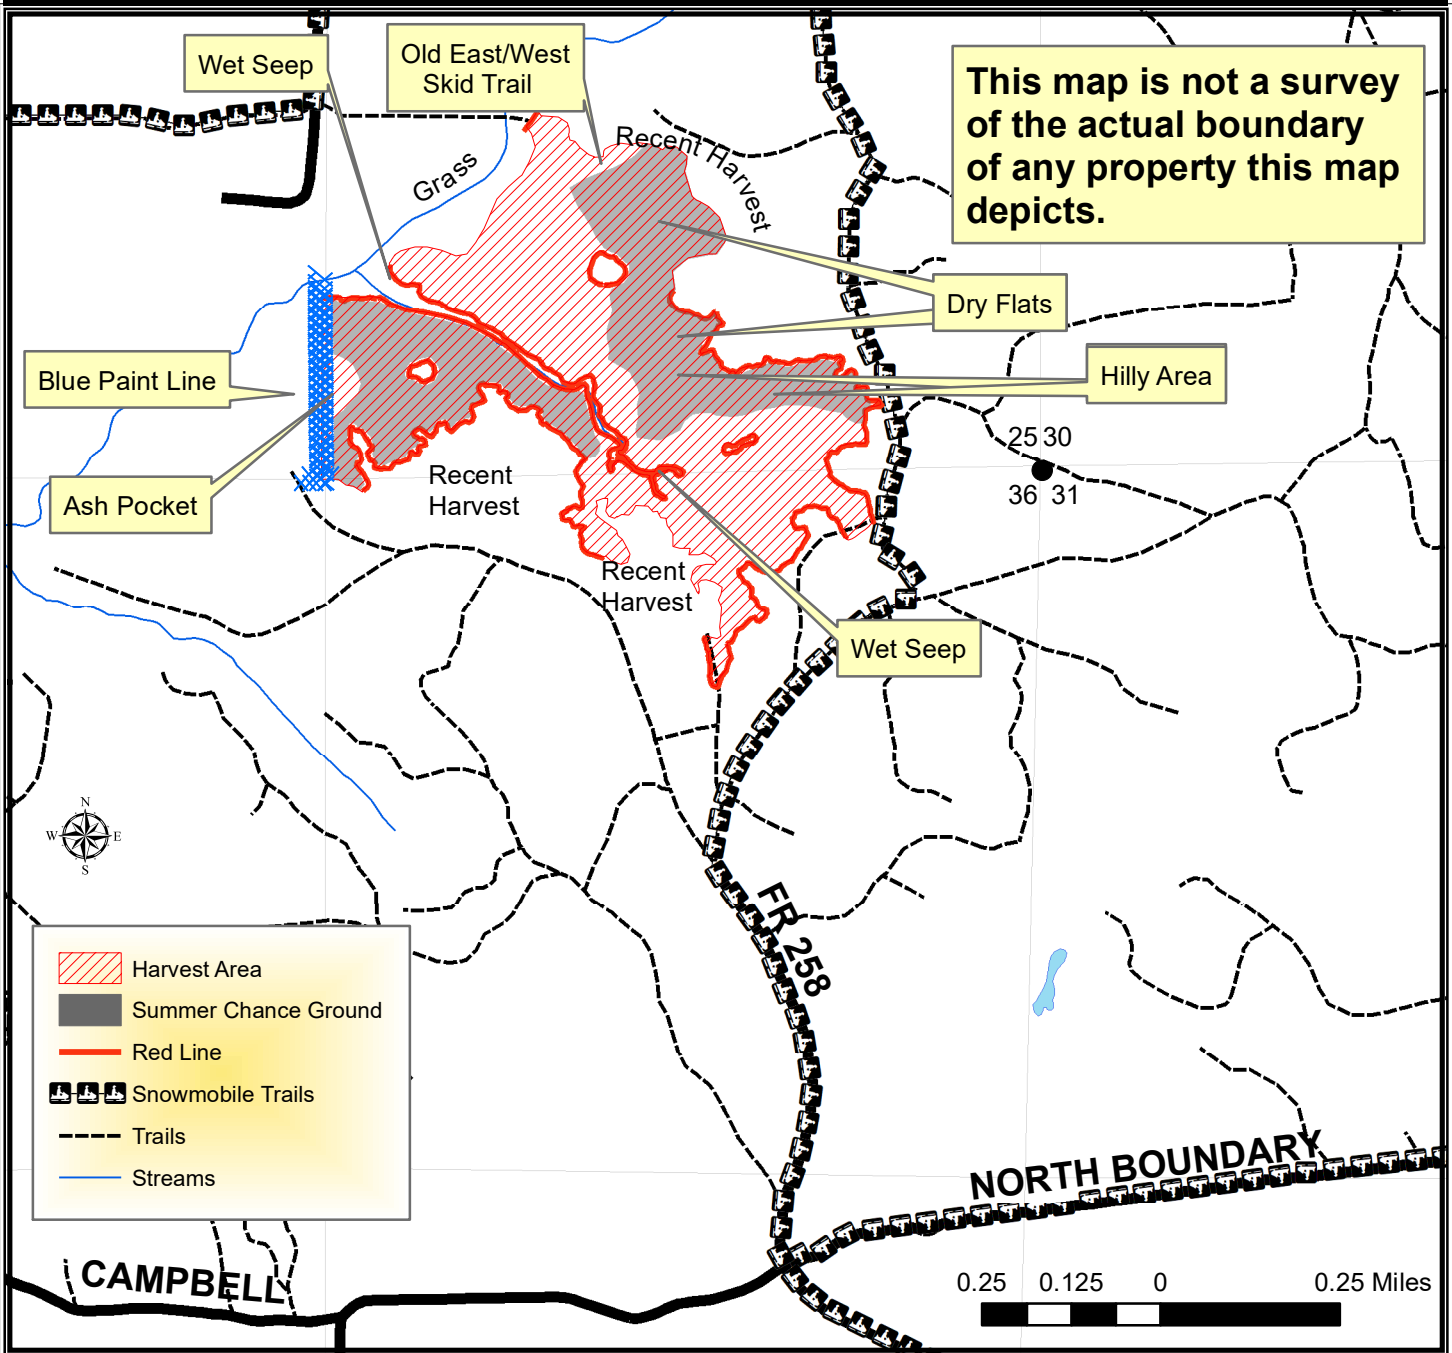 Wet Seep
Old East/West
Skid Trail
This map is not a survey
of the actual boundary
of any property this map
depicts.
Recent Harvest
Grass
Dry Flats
Blue Paint Line
Hilly Area
25 30
36 31
Recent
Harvest
Ash Pocket
Recent
Harvest
Wet Seep
N
W E
S
FR 258
Harvest Area
Summer Chance Ground
Red Line
Snowmobile Trails
Trails
Streams
NORTH BOUNDARY
CAMPBELL
0.25 0.125 0 0.25 Miles